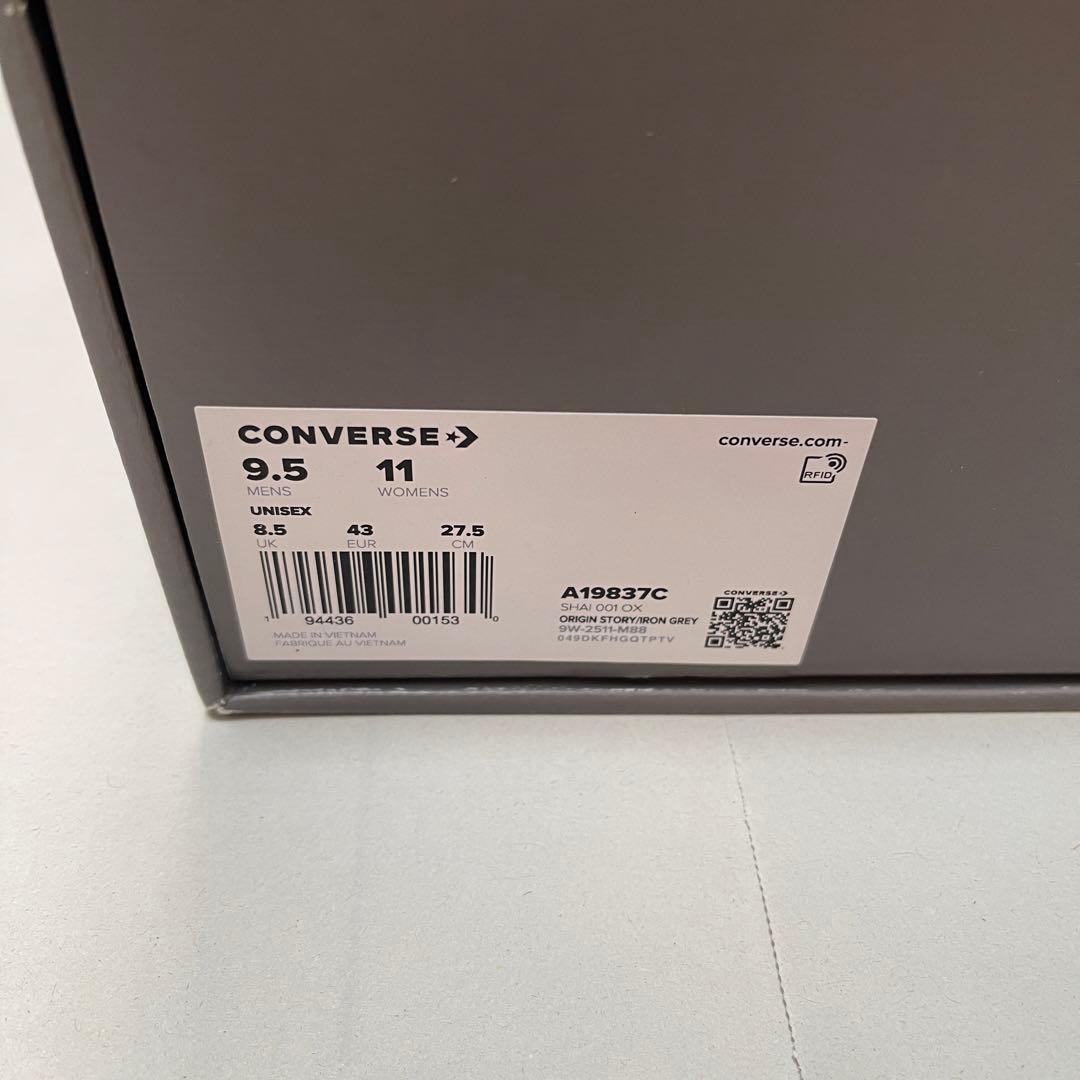 CONVERSE
converse.com-
9.5 11
MENS WOMENS
RFID
UNISEX
8.5 43 27.5
UK EUR CM
7 94436 00153 0
MADE IN VIETNAM
FABRIQUE AU VIETNAM
A19837C
SHAI 001 OX
ORIGIN STORY/IRON GREY
9W-2511-M88
049DKFHGQTPTV
CONVERSE